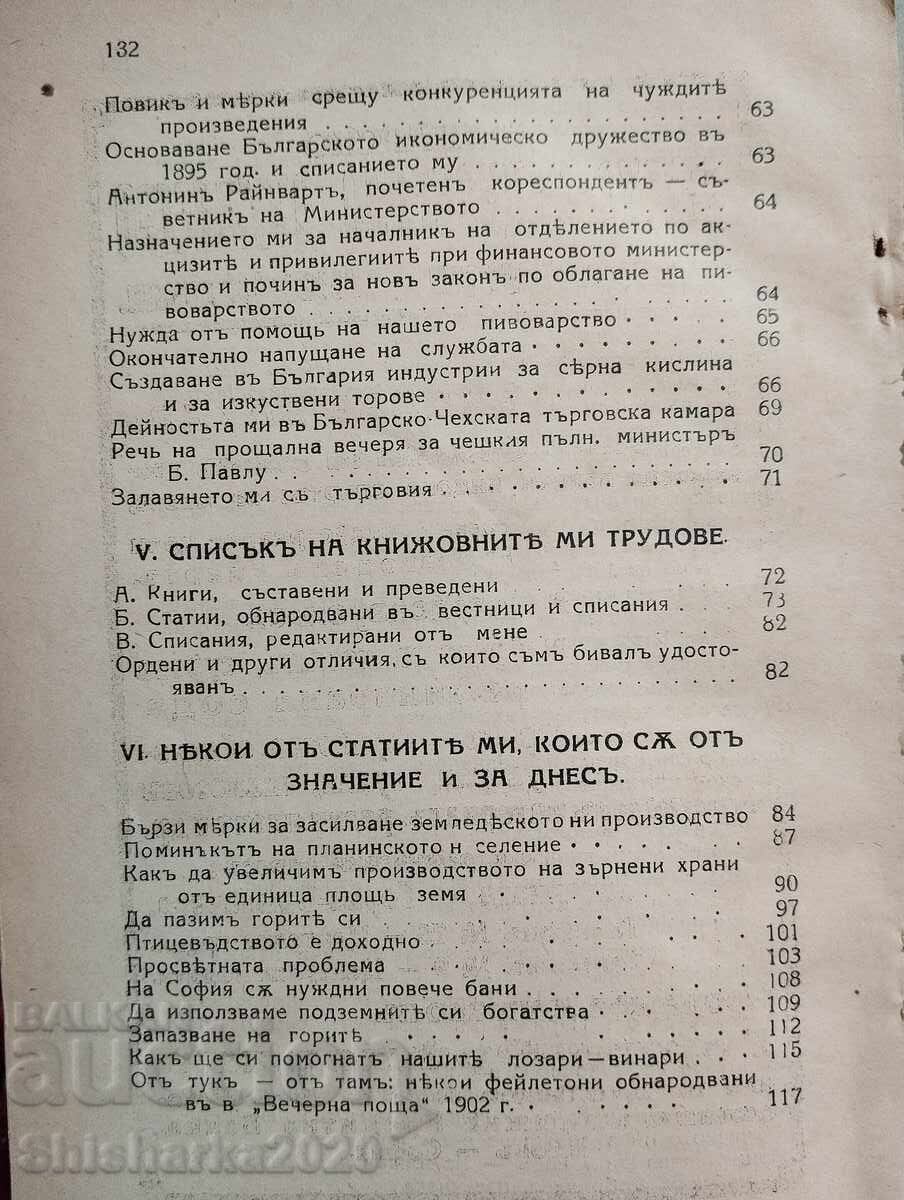 132
Повикъ и мѣрки срещу конкуренцията на чуждитѣ
произведения . . . . . . . . . . . . . . . . . 63
Основаване Българското икономическо дружество въ
1895 год. и списанието му . . . . . . . . . . . 63
Антонинъ Райнвартъ, почетенъ кореспондентъ — съ-
ветникъ на Министерството . . . . . . . . . . . 64
Назначението ми за началникъ на отдѣлението по ак-
цизитѣ и привилегиитѣ при финансовото министер-
ство и починъ за новъ законъ по облагане на пи-
воварството . . . . . . . . . . . . . . . . 64
Нужда отъ помощь на нашето пивоварство . . . . . 65
Окончателно напущане на службата . . . . . . . . 66
Създаване въ България индустрии за сѣрна кислина
и за изкуствени торове . . . . . . . . . . . . 66
Дейностьта ми въ Българско-Чехската търговска камара 69
Речь на прощална вечеря за чешкия пълн. министъръ
Б. Павлу . . . . . . . . . . . . . . . . . . 70
Залавянето ми съ търговия . . . . . . . . . . . . 71
V. СПИСЪКЪ НА КНИЖОВНИТѢ МИ ТРУДОВЕ.
А. Книги, съставени и преведени . . . . . . . 72
Б. Статии, обнародвани въ вестници и списания . . . 73
В. Списания, редактирани отъ мене . . . . . . . 82
Ордени и други отличия, съ които съмъ бивалъ удосто-
яванъ . . . . . . . . . . . . . . . . . . . 82
VI. НѢКОИ ОТЪ СТАТИИТѢ МИ, КОИТО СѪ ОТЪ
ЗНАЧЕНИЕ И ЗА ДНЕСЪ.
Бързи мѣрки за засилване земледѣското ни производство 84
Поминъкътъ на планинското н селение . . . . . . 87
Какъ да увеличимъ производството на зърнени храни
отъ единица площь земя . . . . . . . . . . 90
Да пазимъ горитѣ си . . . . . . . . . . . . 97
Птицевъдството е доходно . . . . . . . . . . . 101
Просвѣтната проблема . . . . . . . . . . . . 103
На София сѫ нуждни повече бани . . . . . . . . 108
Да използваме подземнитѣ си богатства . . . . . . 109
Запазване на горитѣ . . . . . . . . . . . . . 112
Какъ ще си помогнатъ нашитѣ лозари — винари . . . 115
Отъ тукъ — отъ тамъ: нѣкои фейлетони обнародвани
въ в „Вечерна поща“ 1902 г. . . . . . . . . . 117
Shisharka2020